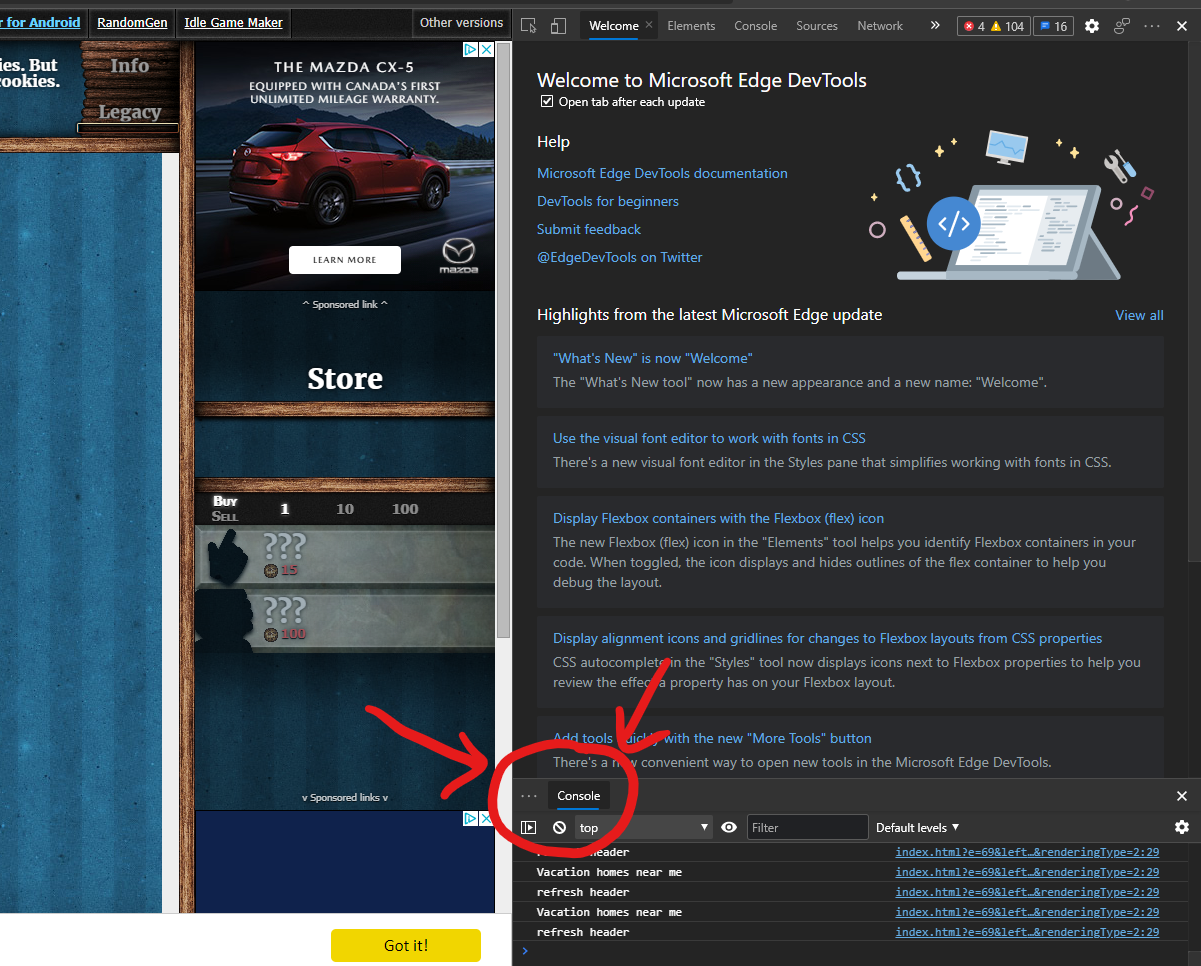 r for Android
RandomGen
Idle Game Maker
Other versions
ies. But
cookies.
Info
Legacy
THE MAZDA CX-5
EQUIPPED WITH CANADA'S FIRST
UNLIMITED MILEAGE WARRANTY.
LEARN MORE
mazda
^ Sponsored link ^
Store
Buy
Sell
1 10 100
???
15
???
100
v Sponsored links v
Got it!
Welcome
Elements
Console
Sources
Network
4 104
16
Welcome to Microsoft Edge DevTools
Open tab after each update
Help
Microsoft Edge DevTools documentation
DevTools for beginners
Submit feedback
@EdgeDevTools on Twitter
Highlights from the latest Microsoft Edge update
View all
"What's New" is now "Welcome"
The "What's New tool" now has a new appearance and a new name: "Welcome".
Use the visual font editor to work with fonts in CSS
There's a new visual font editor in the Styles pane that simplifies working with fonts in CSS.
Display Flexbox containers with the Flexbox (flex) icon
The new Flexbox (flex) icon in the "Elements" tool helps you identify Flexbox containers in your
code. When toggled, the icon displays and hides outlines of the flex container to help you
debug the layout.
Display alignment icons and gridlines for changes to Flexbox layouts from CSS properties
CSS autocomplete in the "Styles" tool now displays icons next to Flexbox properties to help you
review the effect a property has on your Flexbox layout.
Add tools quickly with the new "More Tools" button
There's a new convenient way to open new tools in the Microsoft Edge DevTools.
Console
top
Filter
Default levels
header index.html?e=69&left…&renderingType=2:29
Vacation homes near me index.html?e=69&left…&renderingType=2:29
refresh header index.html?e=69&left…&renderingType=2:29
Vacation homes near me index.html?e=69&left…&renderingType=2:29
refresh header index.html?e=69&left…&renderingType=2:29